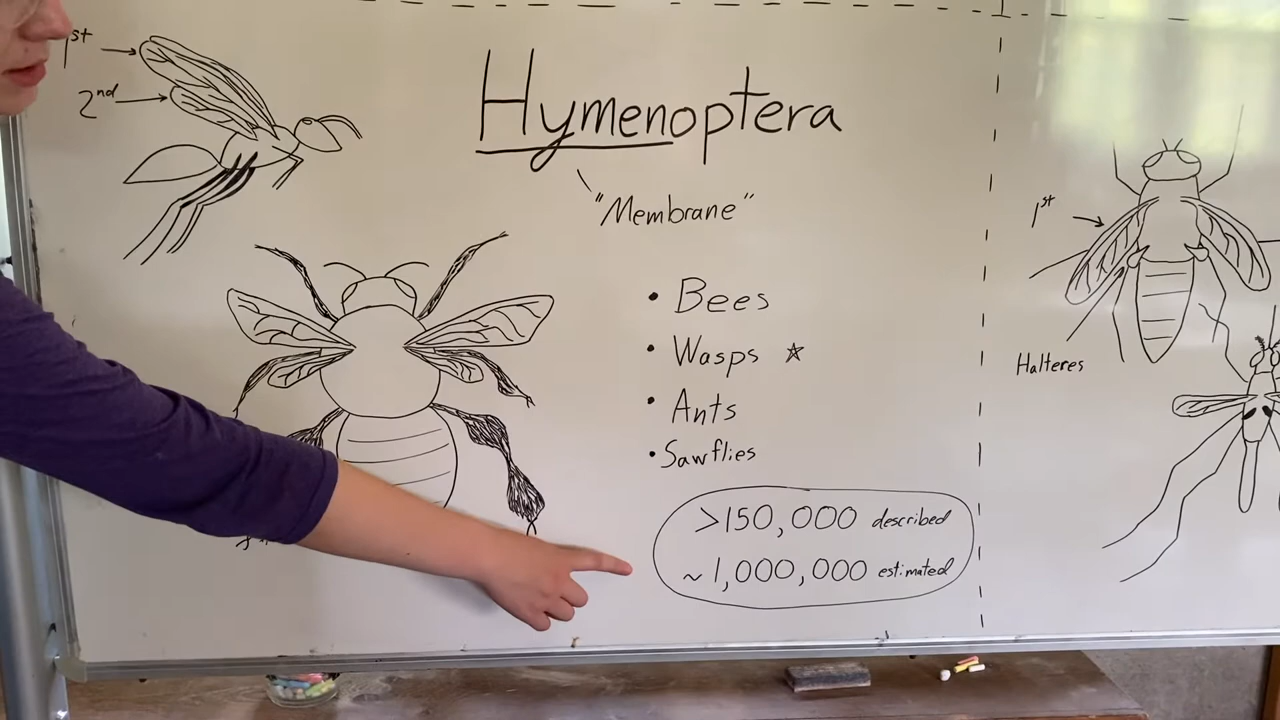 1st
2nd
Hymenoptera
"Membrane"
• Bees
• Wasps ☆
• Ants
• Sawflies
>150,000 described
~1,000,000 estimated
1st
Halteres